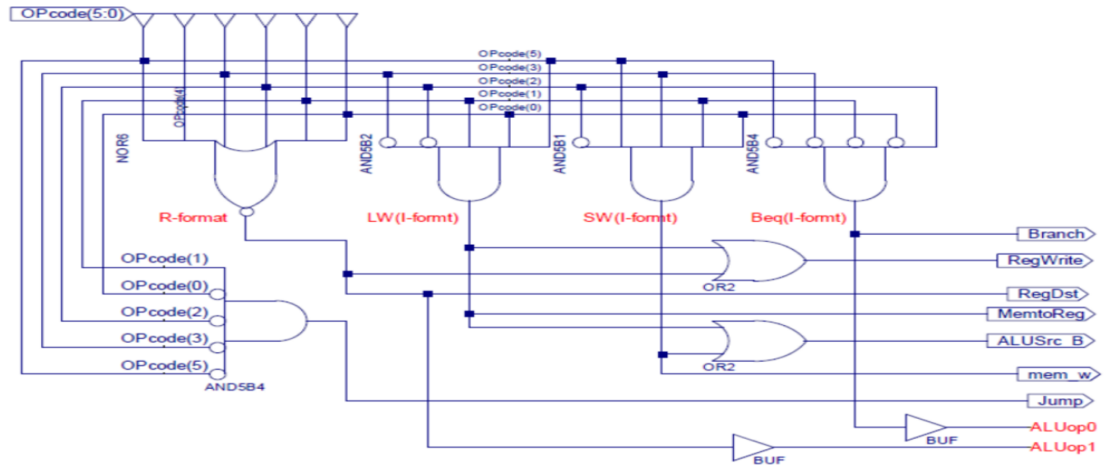 OPcode(5:0)
OPcode(5)
OPcode(3)
OPcode(2)
OPcode(1)
OPcode(0)
OPcode(4)
NOR6
AND5B2
AND5B1
AND5B4
R-format
LW(I-formt)
SW(I-formt)
Beq(I-formt)
Branch
RegWrite
OR2
RegDst
MemtoReg
ALUSrc_B
OR2
mem_w
Jump
OPcode(1)
OPcode(0)
OPcode(2)
OPcode(3)
OPcode(5)
AND5B4
ALUop0
BUF
ALUop1
BUF